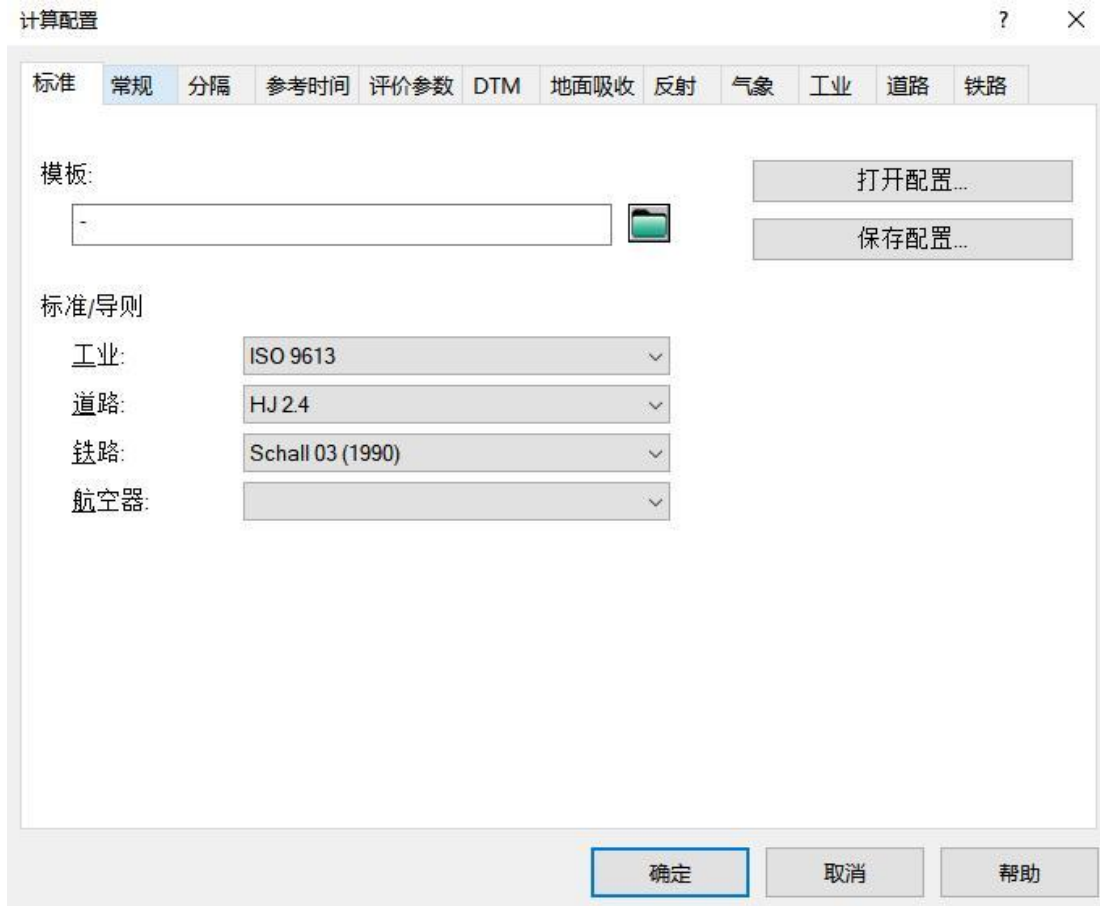 计算配置 ? ×
标准 常规 分隔 参考时间 评价参数 DTM 地面吸收 反射 气象 工业 道路 铁路
模板:
打开配置...
-
保存配置...
标准/导则
工业: ISO 9613
道路: HJ 2.4
铁路: Schall 03 (1990)
航空器:
确定 取消 帮助